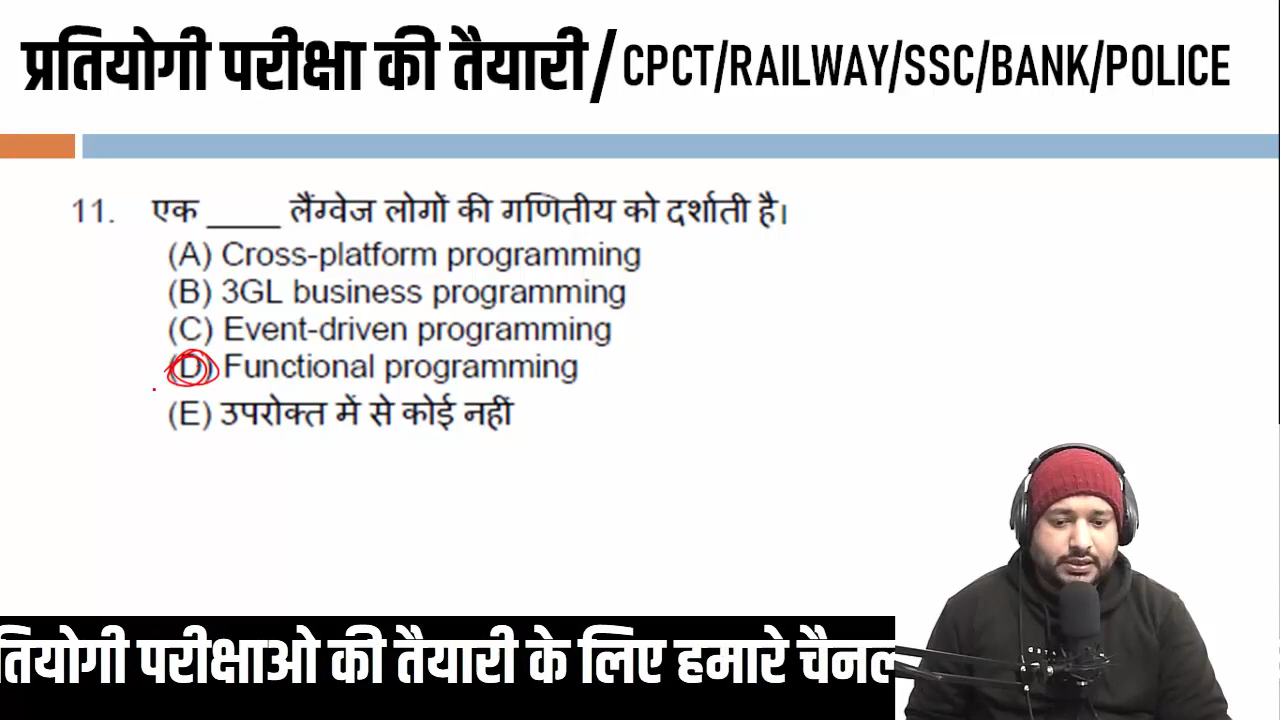 प्रतियोगी परीक्षा की तैयारी/CPCT/RAILWAY/SSC/BANK/POLICE
11. एक ____ लैंग्वेज लोगों की गणितीय को दर्शाती है।
(A) Cross-platform programming
(B) 3GL business programming
(C) Event-driven programming
(D) Functional programming
(E) उपरोक्त में से कोई नहीं
तियोगी परीक्षाओ की तैयारी के लिए हमारे चैनल